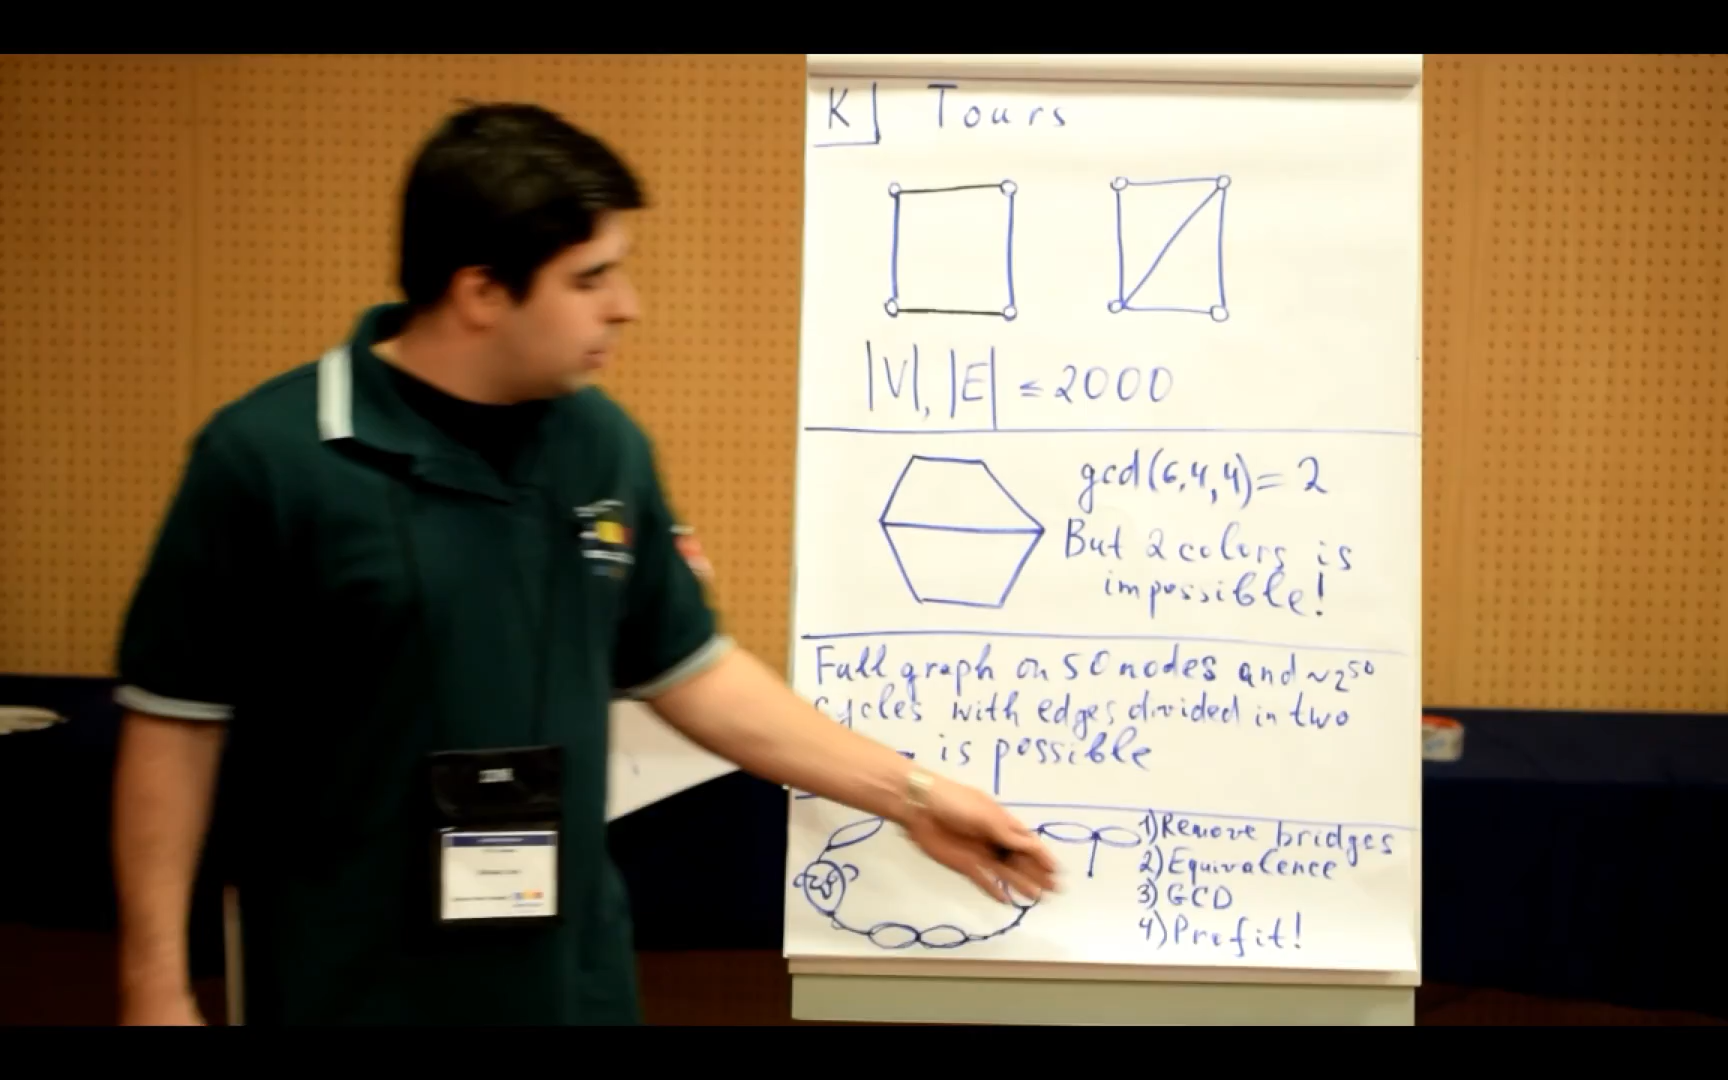 K Tours
|V|, |E| ≤ 2000
gcd(6,4,4)=2
But 2 colors is
impossible!
Full graph on 50 nodes and ~2^50
cycles with edges divided in two
is possible
1) Remove bridges
2) Equivalence
3) GCD
4) Profit!